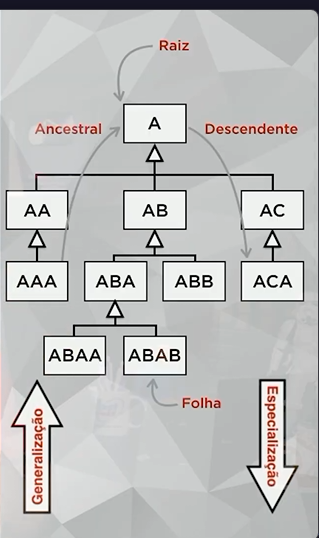 Raiz
Ancestral
A
Descendente
AA
AB
AC
AAA
ABA
ABB
ACA
ABAA
ABAB
Folha
Generalização
Especialização